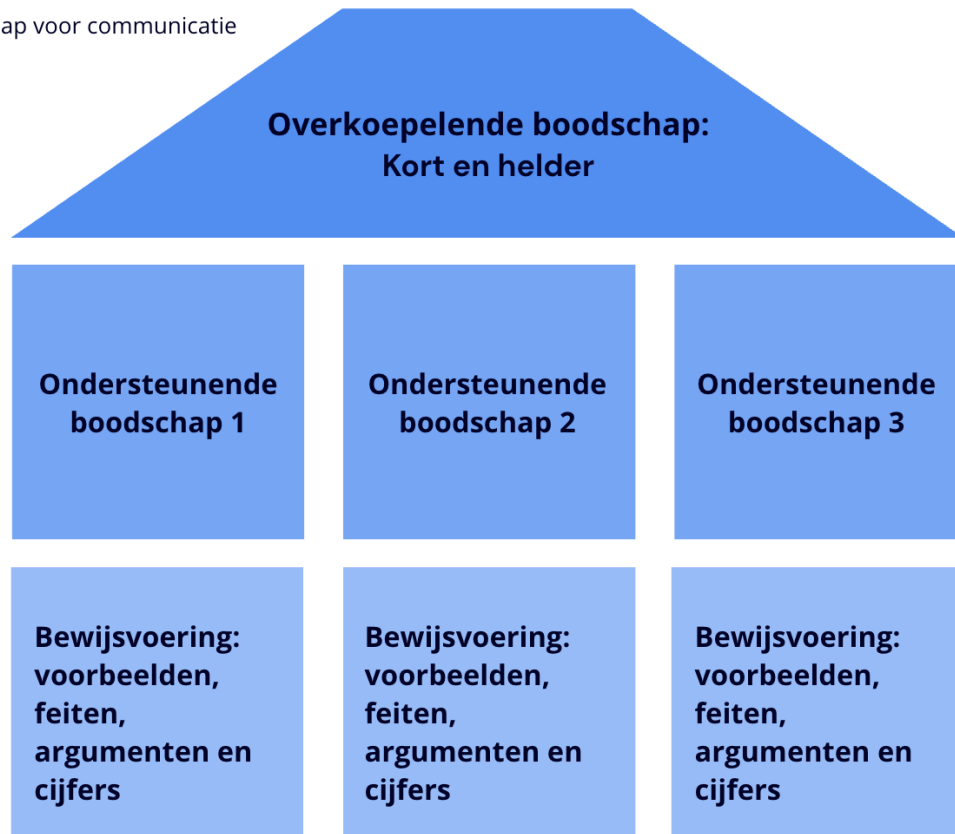 ap voor communicatie
Overkoepelende boodschap:
Kort en helder
Ondersteunende
boodschap 1
Ondersteunende
boodschap 2
Ondersteunende
boodschap 3
Bewijsvoering:
voorbeelden,
feiten,
argumenten en
cijfers
Bewijsvoering:
voorbeelden,
feiten,
argumenten en
cijfers
Bewijsvoering:
voorbeelden,
feiten,
argumenten en
cijfers